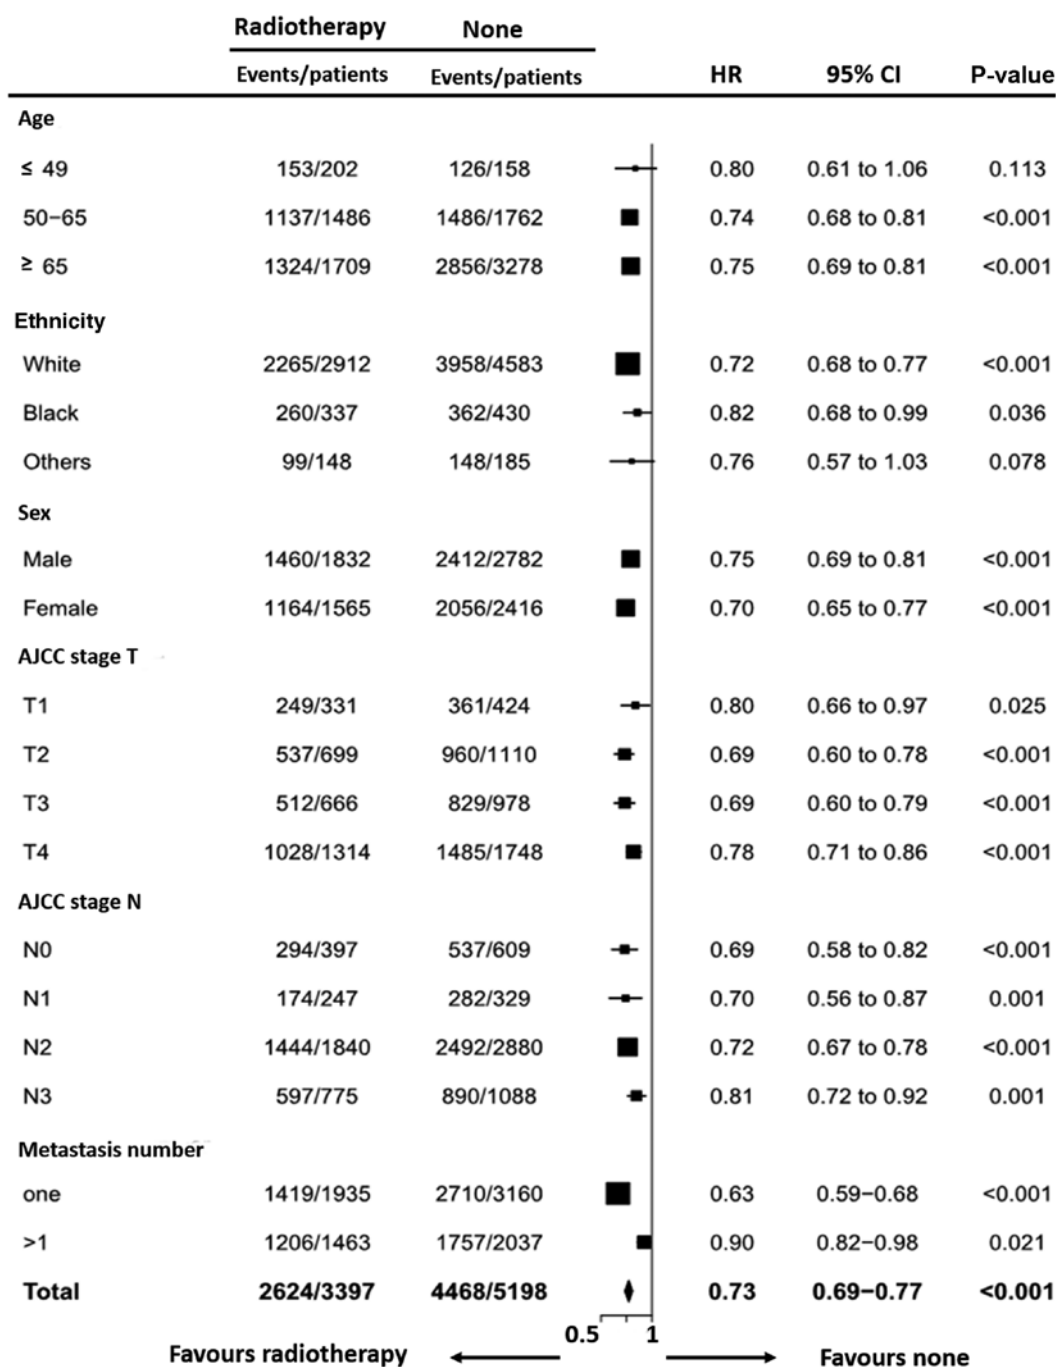 Radiotherapy None
Events/patients Events/patients HR 95% CI P-value
Age
≤ 49 153/202 126/158 0.80 0.61 to 1.06 0.113
50−65 1137/1486 1486/1762 0.74 0.68 to 0.81 <0.001
≥ 65 1324/1709 2856/3278 0.75 0.69 to 0.81 <0.001
Ethnicity
White 2265/2912 3958/4583 0.72 0.68 to 0.77 <0.001
Black 260/337 362/430 0.82 0.68 to 0.99 0.036
Others 99/148 148/185 0.76 0.57 to 1.03 0.078
Sex
Male 1460/1832 2412/2782 0.75 0.69 to 0.81 <0.001
Female 1164/1565 2056/2416 0.70 0.65 to 0.77 <0.001
AJCC stage T
T1 249/331 361/424 0.80 0.66 to 0.97 0.025
T2 537/699 960/1110 0.69 0.60 to 0.78 <0.001
T3 512/666 829/978 0.69 0.60 to 0.79 <0.001
T4 1028/1314 1485/1748 0.78 0.71 to 0.86 <0.001
AJCC stage N
N0 294/397 537/609 0.69 0.58 to 0.82 <0.001
N1 174/247 282/329 0.70 0.56 to 0.87 0.001
N2 1444/1840 2492/2880 0.72 0.67 to 0.78 <0.001
N3 597/775 890/1088 0.81 0.72 to 0.92 0.001
Metastasis number
one 1419/1935 2710/3160 0.63 0.59−0.68 <0.001
>1 1206/1463 1757/2037 0.90 0.82−0.98 0.021
Total 2624/3397 4468/5198 0.73 0.69−0.77 <0.001
0.5 1
Favours radiotherapy Favours none